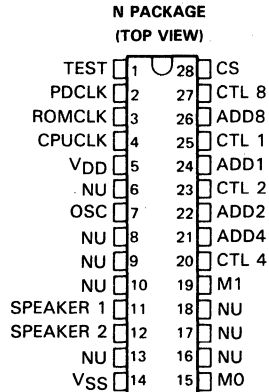 N PACKAGE
(TOP VIEW)
TEST 1 28 CS
PDCLK 2 27 CTL 8
ROMCLK 3 26 ADD8
CPUCLK 4 25 CTL 1
VDD 5 24 ADD1
NU 6 23 CTL 2
OSC 7 22 ADD2
NU 8 21 ADD4
NU 9 20 CTL 4
NU 10 19 M1
SPEAKER 1 11 18 NU
SPEAKER 2 12 17 NU
NU 13 16 NU
VSS 14 15 M0